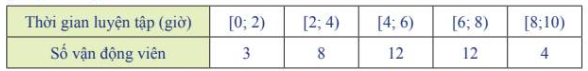 Thời gian luyện tập (giờ) [0; 2) [2; 4) [4; 6) [6; 8) [8;10)
Số vận động viên 3 8 12 12 4